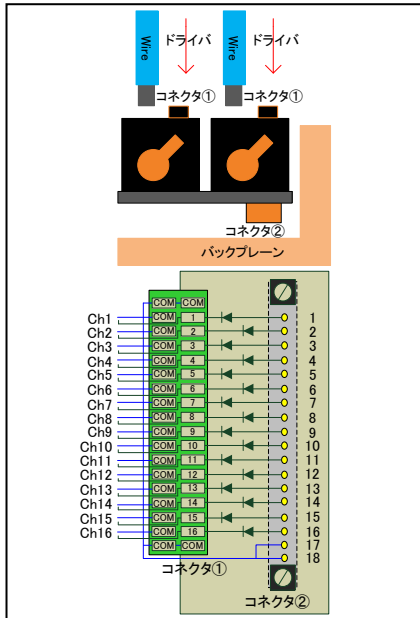 Wire ドライバ Wire ドライバ
コネクタ① コネクタ①
コネクタ②
バックプレーン
COM COM
Ch1 COM 1 1
Ch2 COM 2 2
Ch3 COM 3 3
Ch4 COM 4 4
Ch5 COM 5 5
Ch6 COM 6 6
Ch7 COM 7 7
Ch8 COM 8 8
Ch9 COM 9 9
Ch10 COM 10 10
Ch11 COM 11 11
Ch12 COM 12 12
Ch13 COM 13 13
Ch14 COM 14 14
Ch15 COM 15 15
Ch16 COM 16 16
COM COM 17
18
コネクタ①
コネクタ②